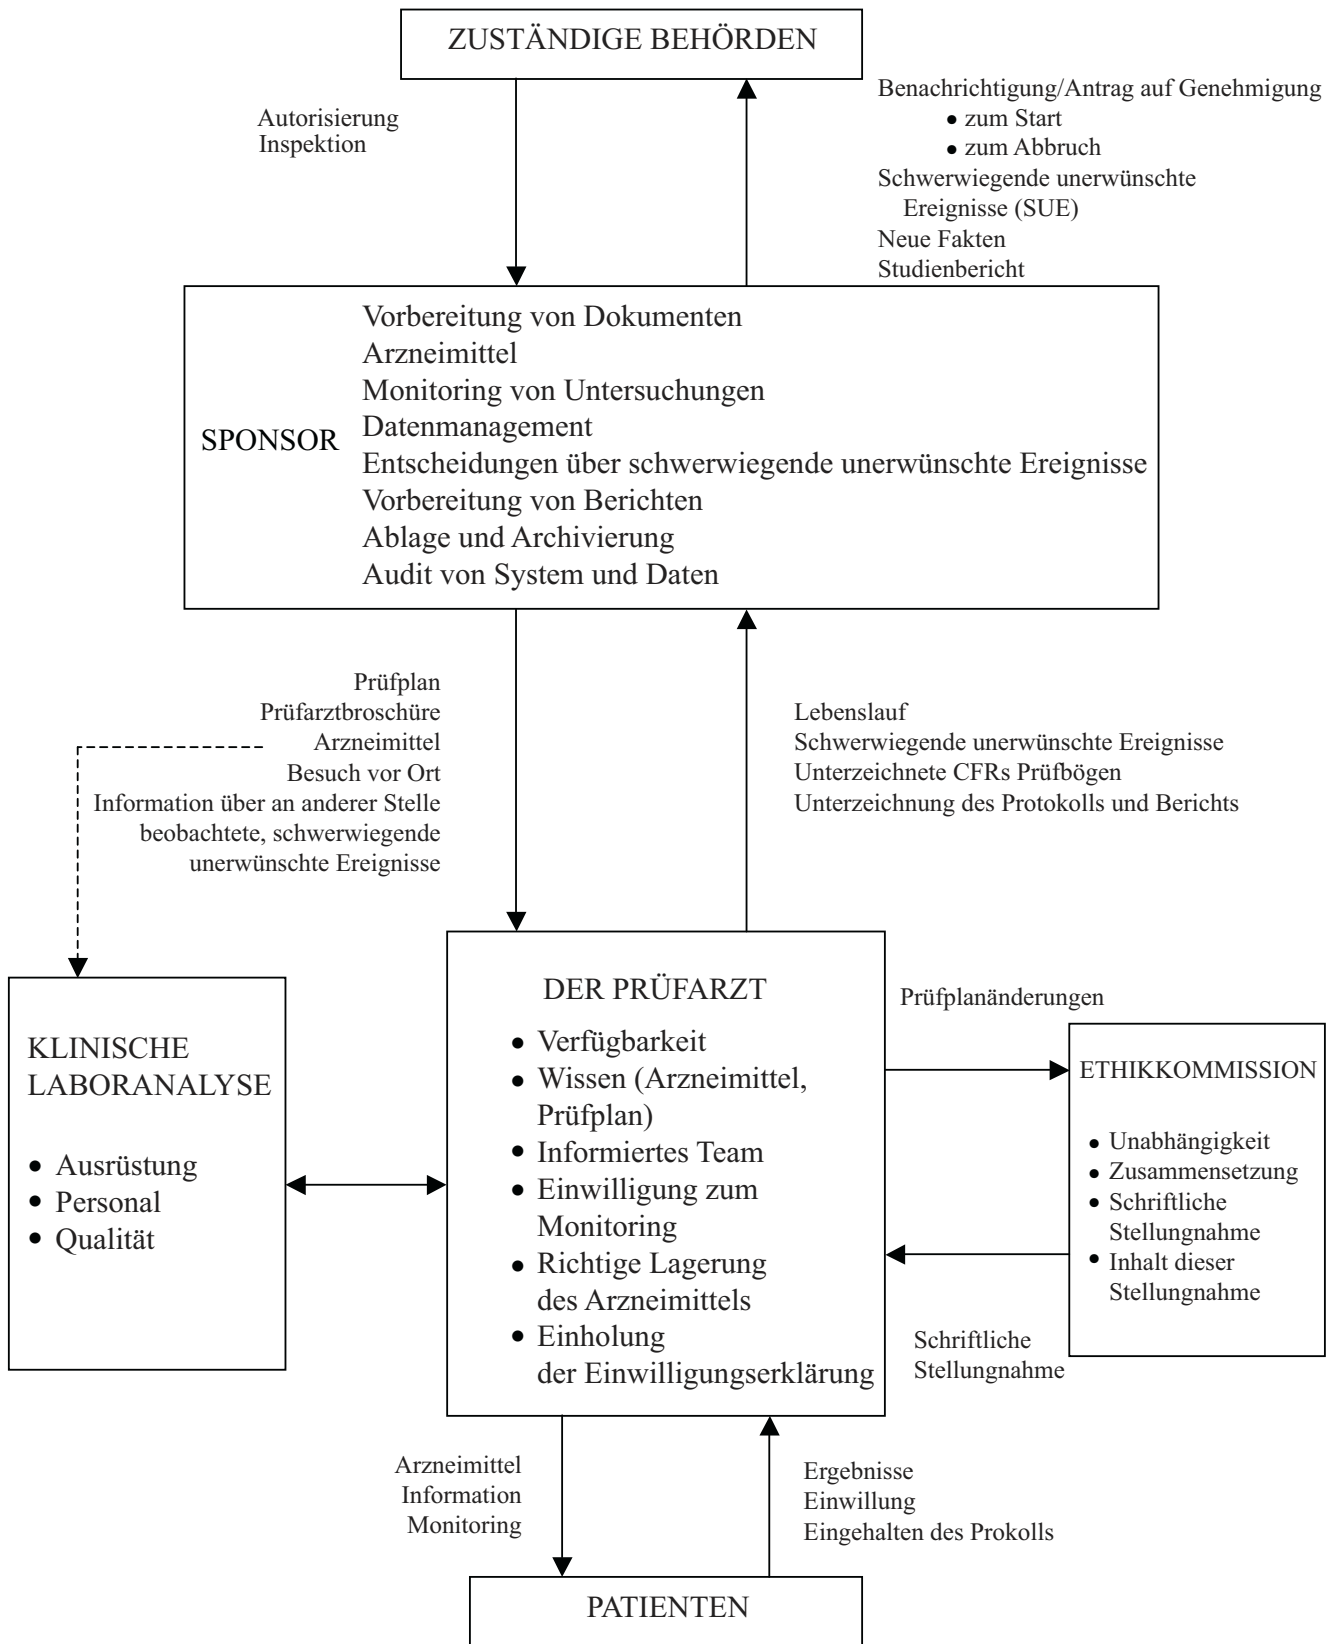 ZUSTÄNDIGE BEHÖRDEN
Autorisierung
Inspektion
Benachrichtigung/Antrag auf Genehmigung
• zum Start
• zum Abbruch
Schwerwiegende unerwünschte
Ereignisse (SUE)
Neue Fakten
Studienbericht
SPONSOR
Vorbereitung von Dokumenten
Arzneimittel
Monitoring von Untersuchungen
Datenmanagement
Entscheidungen über schwerwiegende unerwünschte Ereignisse
Vorbereitung von Berichten
Ablage und Archivierung
Audit von System und Daten
Prüfplan
Prüfarztbroschüre
Arzneimittel
Besuch vor Ort
Information über an anderer Stelle
beobachtete, schwerwiegende
unerwünschte Ereignisse
Lebenslauf
Schwerwiegende unerwünschte Ereignisse
Unterzeichnete CFRs Prüfbögen
Unterzeichnung des Protokolls und Berichts
KLINISCHE
LABORANALYSE
• Ausrüstung
• Personal
• Qualität
DER PRÜFARZT
• Verfügbarkeit
• Wissen (Arzneimittel,
Prüfplan)
• Informiertes Team
• Einwilligung zum
Monitoring
• Richtige Lagerung
des Arzneimittels
• Einholung
der Einwilligungserklärung
Prüfplanänderungen
ETHIKKOMMISSION
• Unabhängigkeit
• Zusammensetzung
• Schriftliche
Stellungnahme
• Inhalt dieser
Stellungnahme
Schriftliche
Stellungnahme
Arzneimittel
Information
Monitoring
Ergebnisse
Einwillung
Eingehalten des Prokolls
PATIENTEN